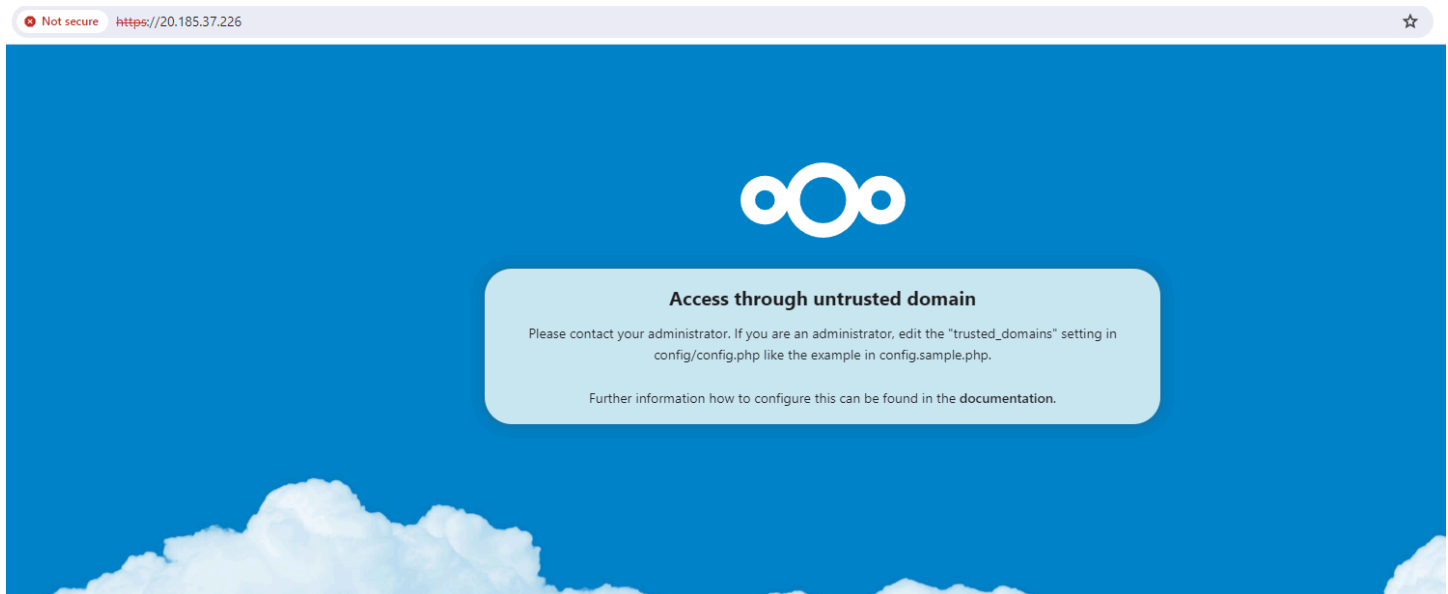 Not secure https://20.185.37.226
Access through untrusted domain
Please contact your administrator. If you are an administrator, edit the "trusted_domains" setting in
config/config.php like the example in config.sample.php.
Further information how to configure this can be found in the documentation.